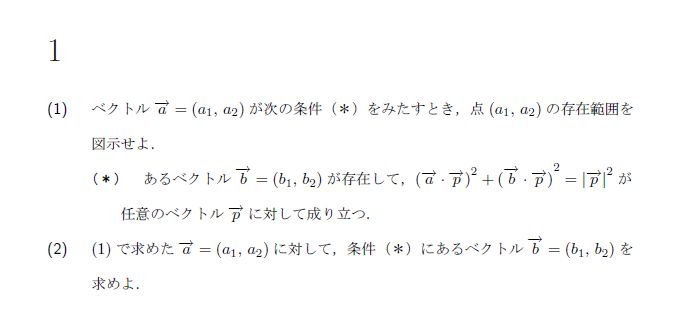 1
(1) ベクトル $\overrightarrow{a} = (a_1, a_2)$ が次の条件(*)をみたすとき，点 $(a_1, a_2)$ の存在範囲を
図示せよ．
(*) あるベクトル $\overrightarrow{b} = (b_1, b_2)$ が存在して，$(\overrightarrow{a} \cdot \overrightarrow{p})^2 + (\overrightarrow{b} \cdot \overrightarrow{p})^2 = |\overrightarrow{p}|^2$ が
任意のベクトル $\overrightarrow{p}$ に対して成り立つ．
(2) (1) で求めた $\overrightarrow{a} = (a_1, a_2)$ に対して，条件(*)にあるベクトル $\overrightarrow{b} = (b_1, b_2)$ を
求めよ．